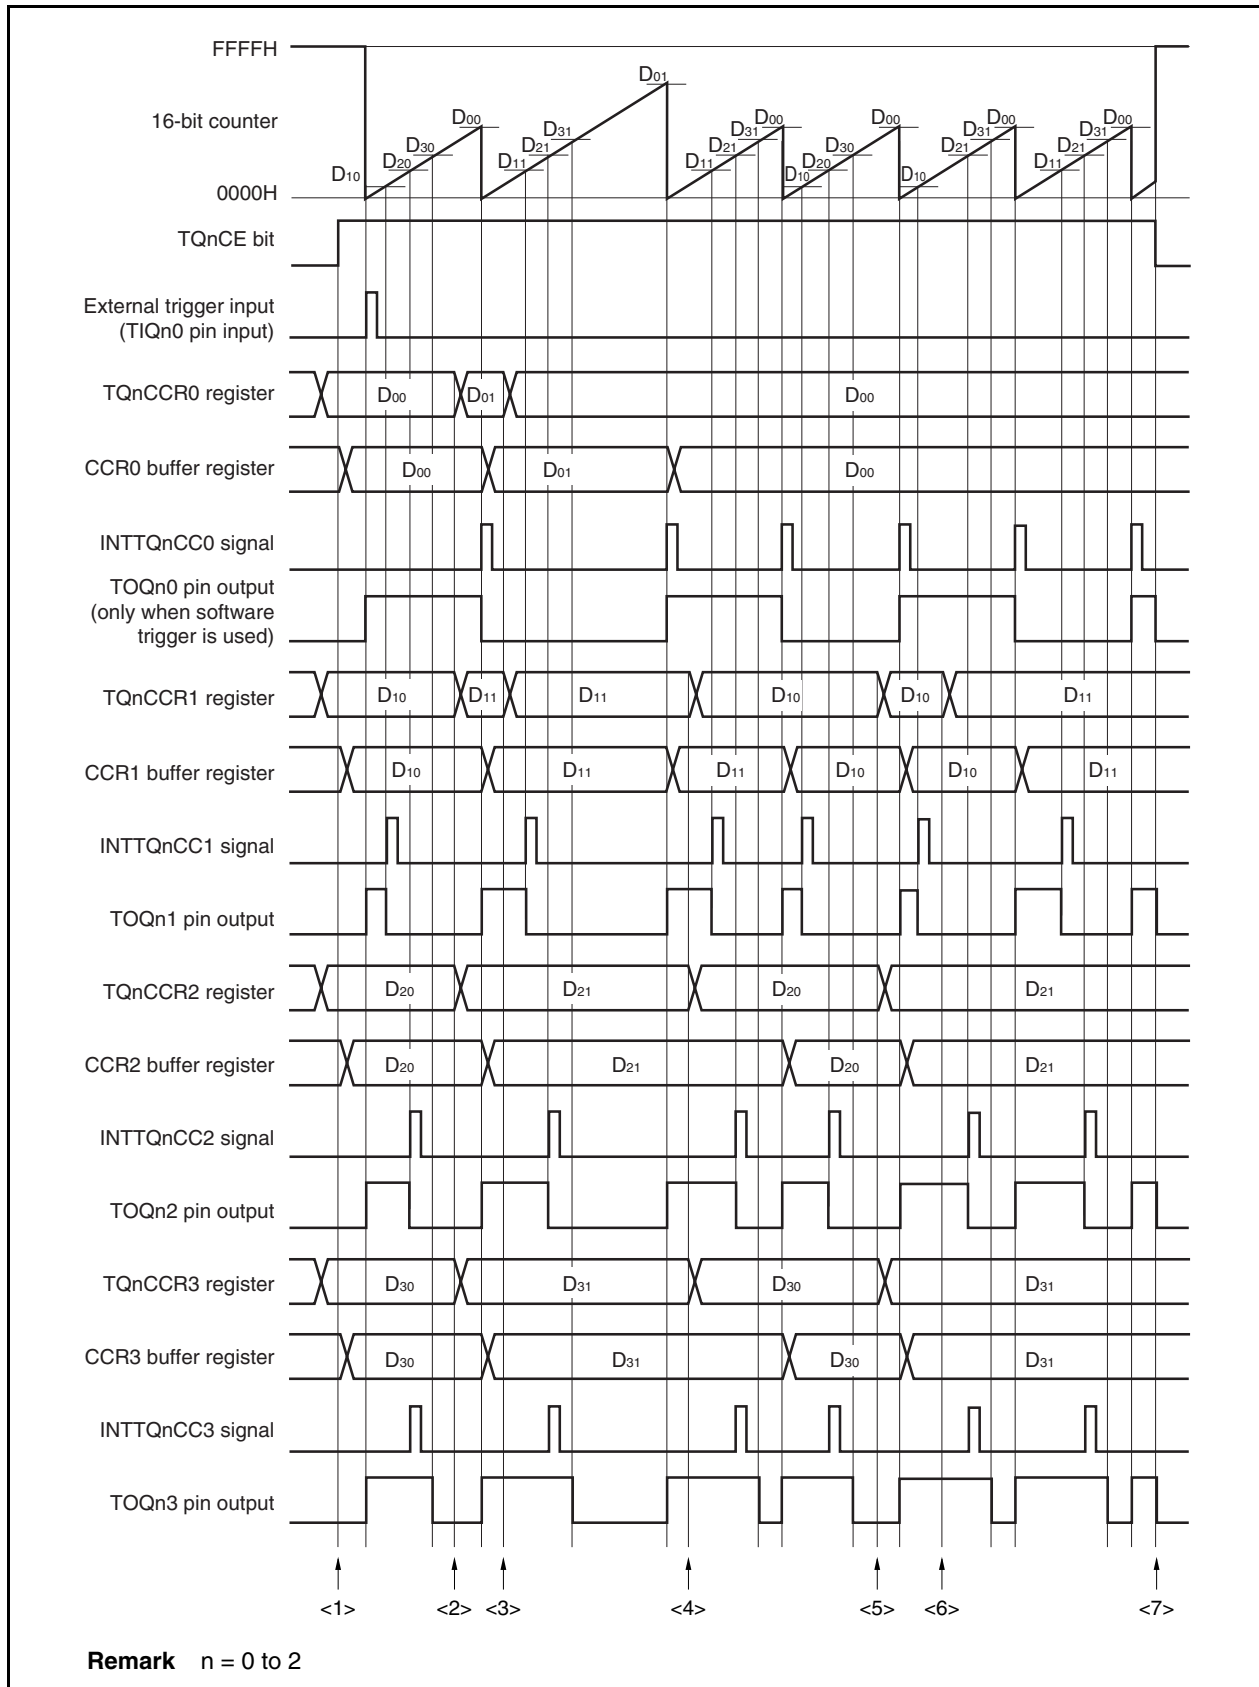 FFFFH
D01
16-bit counter
D00 D00 D00 D00 D00
D31 D31 D31 D31
D30 D21 D21 D30 D21 D21
D20 D11 D11 D20 D11
D10 D10 D10
0000H
TQnCE bit
External trigger input
(TIQn0 pin input)
TQnCCR0 register D00 D01 D00
CCR0 buffer register D00 D01 D00
INTTQnCC0 signal
TOQn0 pin output
(only when software
trigger is used)
TQnCCR1 register D10 D11 D11 D10 D10 D11
CCR1 buffer register D10 D11 D11 D10 D10 D11
INTTQnCC1 signal
TOQn1 pin output
TQnCCR2 register D20 D21 D20 D21
CCR2 buffer register D20 D21 D20 D21
INTTQnCC2 signal
TOQn2 pin output
TQnCCR3 register D30 D31 D30 D31
CCR3 buffer register D30 D31 D30 D31
INTTQnCC3 signal
TOQn3 pin output
<1> <2> <3> <4> <5> <6> <7>
Remark n = 0 to 2